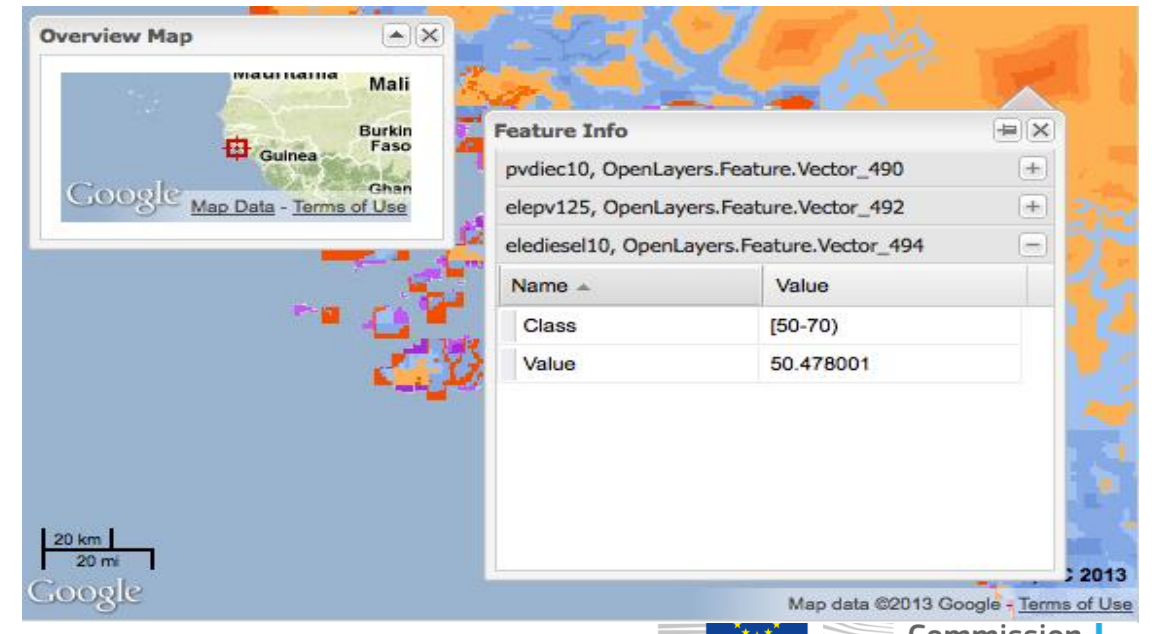 Overview Map
Mauritania
Mali
Burkin
Faso
Guinea
Ghan
Google
Map Data - Terms of Use
Feature Info
pvdiec10, OpenLayers.Feature.Vector_490
elepv125, OpenLayers.Feature.Vector_492
elediesel10, OpenLayers.Feature.Vector_494
Name Value
Class [50-70)
Value 50.478001
20 km
20 mi
Google
C 2013
Map data ©2013 Google - Terms of Use
Commission